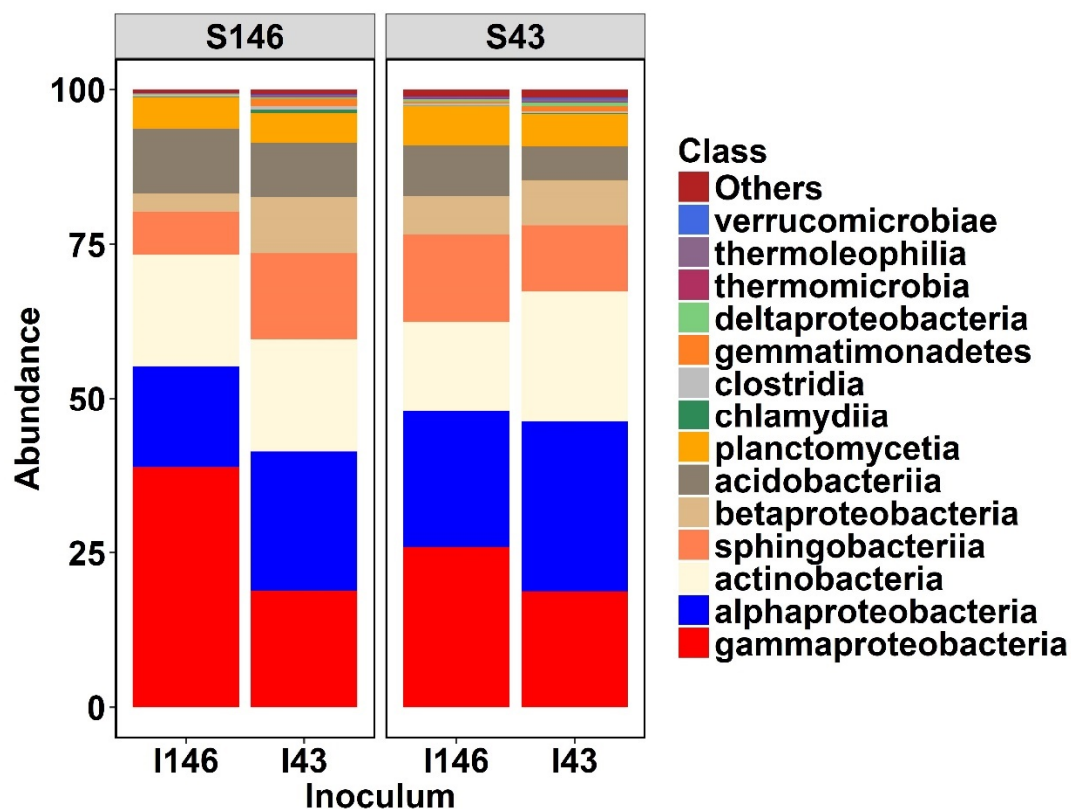 S146
S43
100
75
50
25
0
Abundance
I146
I43
I146
I43
Inoculum
Class
Others
verrucomicrobiae
thermoleophilia
thermomicrobia
deltaproteobacteria
gemmatimonadetes
clostridia
chlamydiia
planctomycetia
acidobacteriia
betaproteobacteria
sphingobacteriia
actinobacteria
alphaproteobacteria
gammaproteobacteria